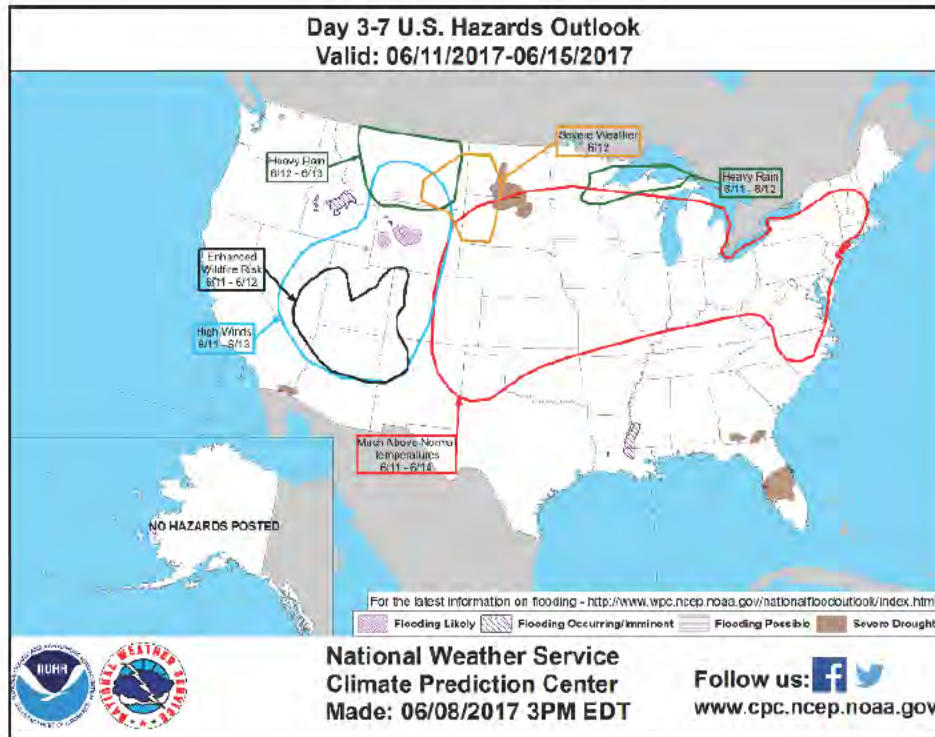 Day 3-7 U.S. Hazards Outlook
Valid: 06/11/2017-06/15/2017
Severe Weather
6/12
Heavy Rain
6/12 - 6/13
Heavy Rain
6/11 - 6/12
Enhanced
Wildfire Risk
6/11 - 6/12
High Winds
6/11 - 6/13
Much Above Normal
Temperatures
6/11 - 6/14
NO HAZARDS POSTED
For the latest information on flooding - http://www.wpc.ncep.noaa.gov/nationalfloodoutlook/index.htm
Flooding Likely
Flooding Occurring/Imminent
Flooding Possible
Severe Drought
NOAA
NATIONAL WEATHER SERVICE
National Weather Service
Climate Prediction Center
Made: 06/08/2017 3PM EDT
Follow us:
www.cpc.ncep.noaa.gov